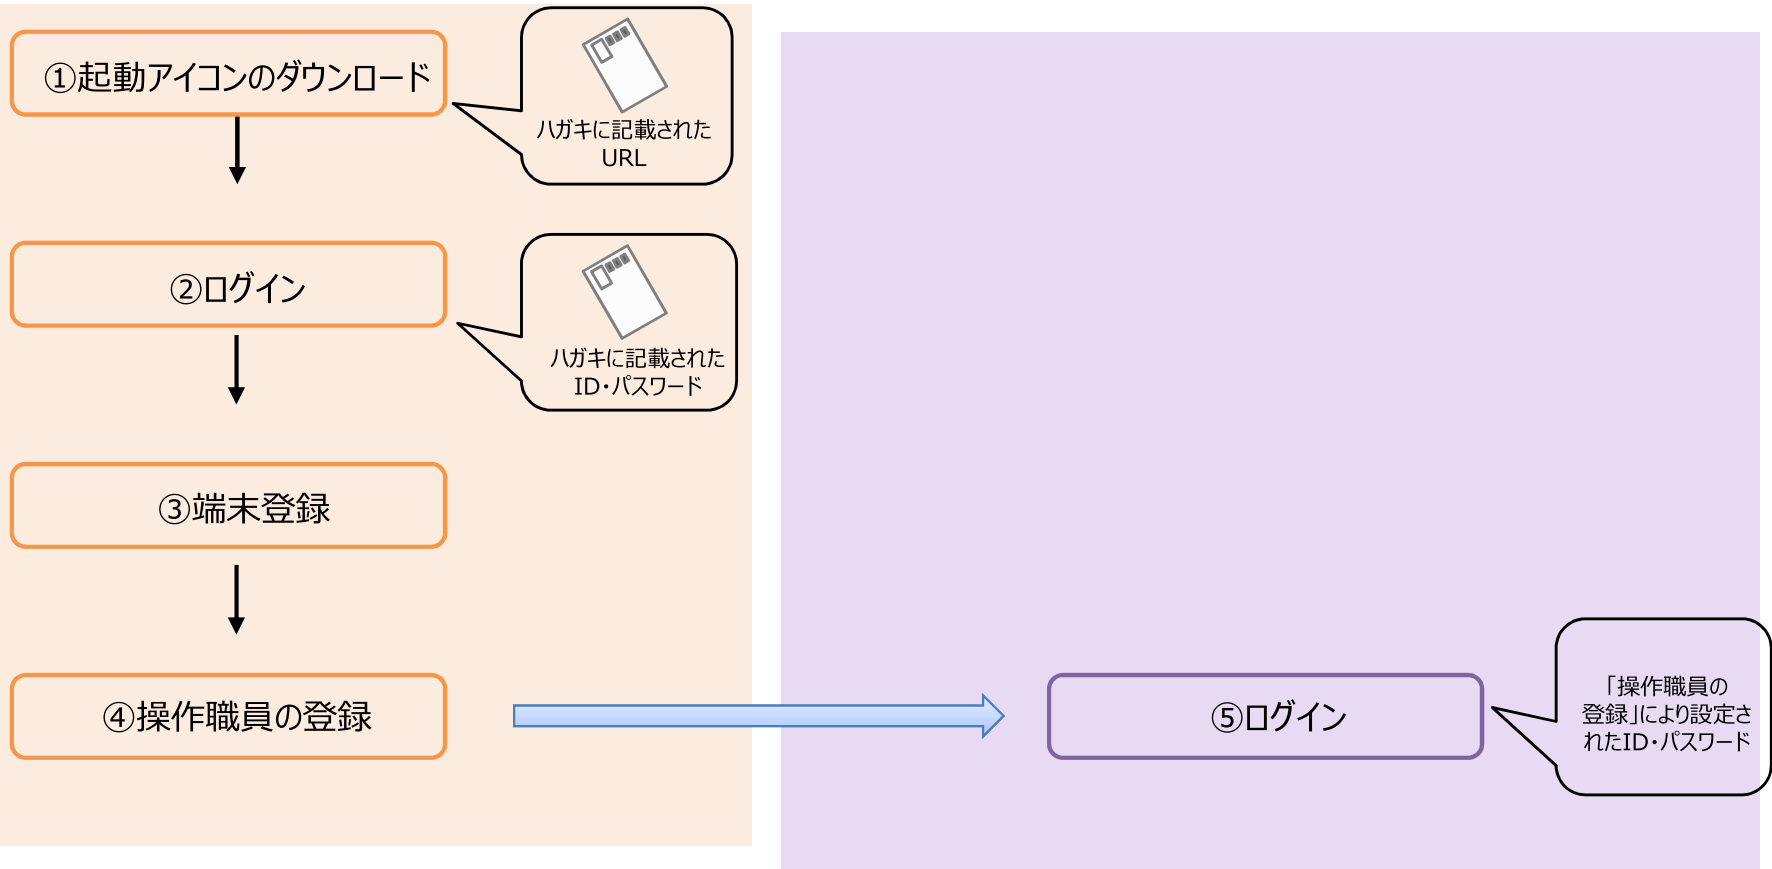 ①起動アイコンのダウンロード
ハガキに記載された
URL
②ログイン
ハガキに記載された
ID・パスワード
③端末登録
④操作職員の登録
⑤ログイン
「操作職員の
登録」により設定さ
れたID・パスワード